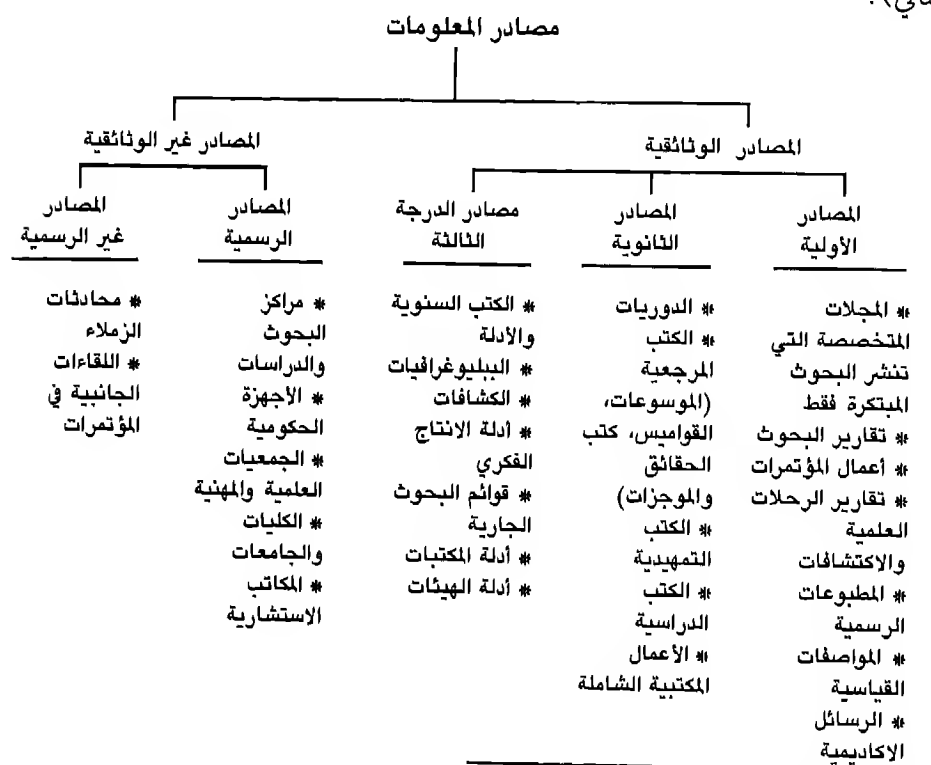 مصادر المعلومات
المصادر الوثائقية
المصادر غير الوثائقية
المصادر
الأولية
* المجلات
المتخصصة التي
تنشر البحوث
المبتكرة فقط
* تقارير البحوث
* أعمال المؤتمرات
* تقارير الرحلات
العلمية
والاكتشافات
* المطبوعات
الرسمية
* المواصفات
القياسية
* الرسائل
الاكاديمية
المصادر
الثانوية
* الدوريات
* الكتب
المرجعية
(الموسوعات،
القواميس، كتب
الحقائق
والموجزات)
* الكتب
التمهيدية
* الكتب
الدراسية
* الأعمال
المكتبية الشاملة
مصادر الدرجة
الثالثة
* الكتب السنوية
والأدلة
* الببليوغرافيات
* الكشافات
* أدلة الانتاج
الفكري
* قوائم البحوث
الجارية
* أدلة المكتبات
* أدلة الهيئات
المصادر
الرسمية
* مراكز
البحوث
والدراسات
* الأجهزة
الحكومية
* الجمعيات
العلمية والمهنية
* الكليات
والجامعات
* المكاتب
الاستشارية
المصادر
غير الرسمية
* محادثات
الزملاء
* اللقاءات
الجانبية في
المؤتمرات